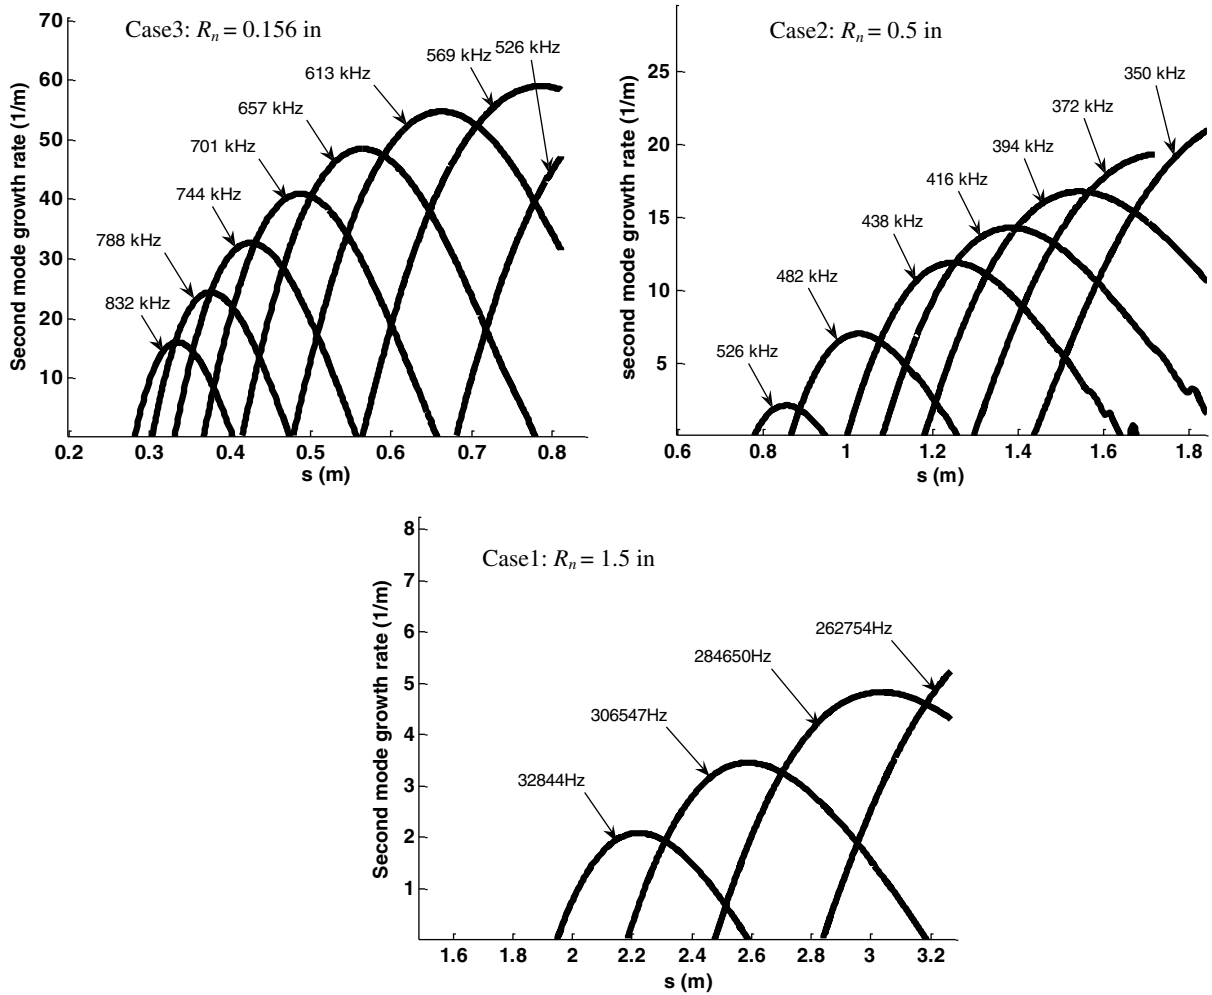 Case3: Rn = 0.156 in
Second mode growth rate (1/m)
70
60
50
40
30
20
10
832 kHz
788 kHz
744 kHz
701 kHz
657 kHz
613 kHz
569 kHz
526 kHz
0.2
0.3
0.4
0.5
0.6
0.7
0.8
s (m)
Case2: Rn = 0.5 in
second mode growth rate (1/m)
25
20
15
10
5
526 kHz
482 kHz
438 kHz
416 kHz
394 kHz
372 kHz
350 kHz
0.6
0.8
1
1.2
1.4
1.6
1.8
s (m)
Case1: Rn = 1.5 in
Second mode growth rate (1/m)
8
7
6
5
4
3
2
1
32844Hz
306547Hz
284650Hz
262754Hz
1.6
1.8
2
2.2
2.4
2.6
2.8
3
3.2
s (m)